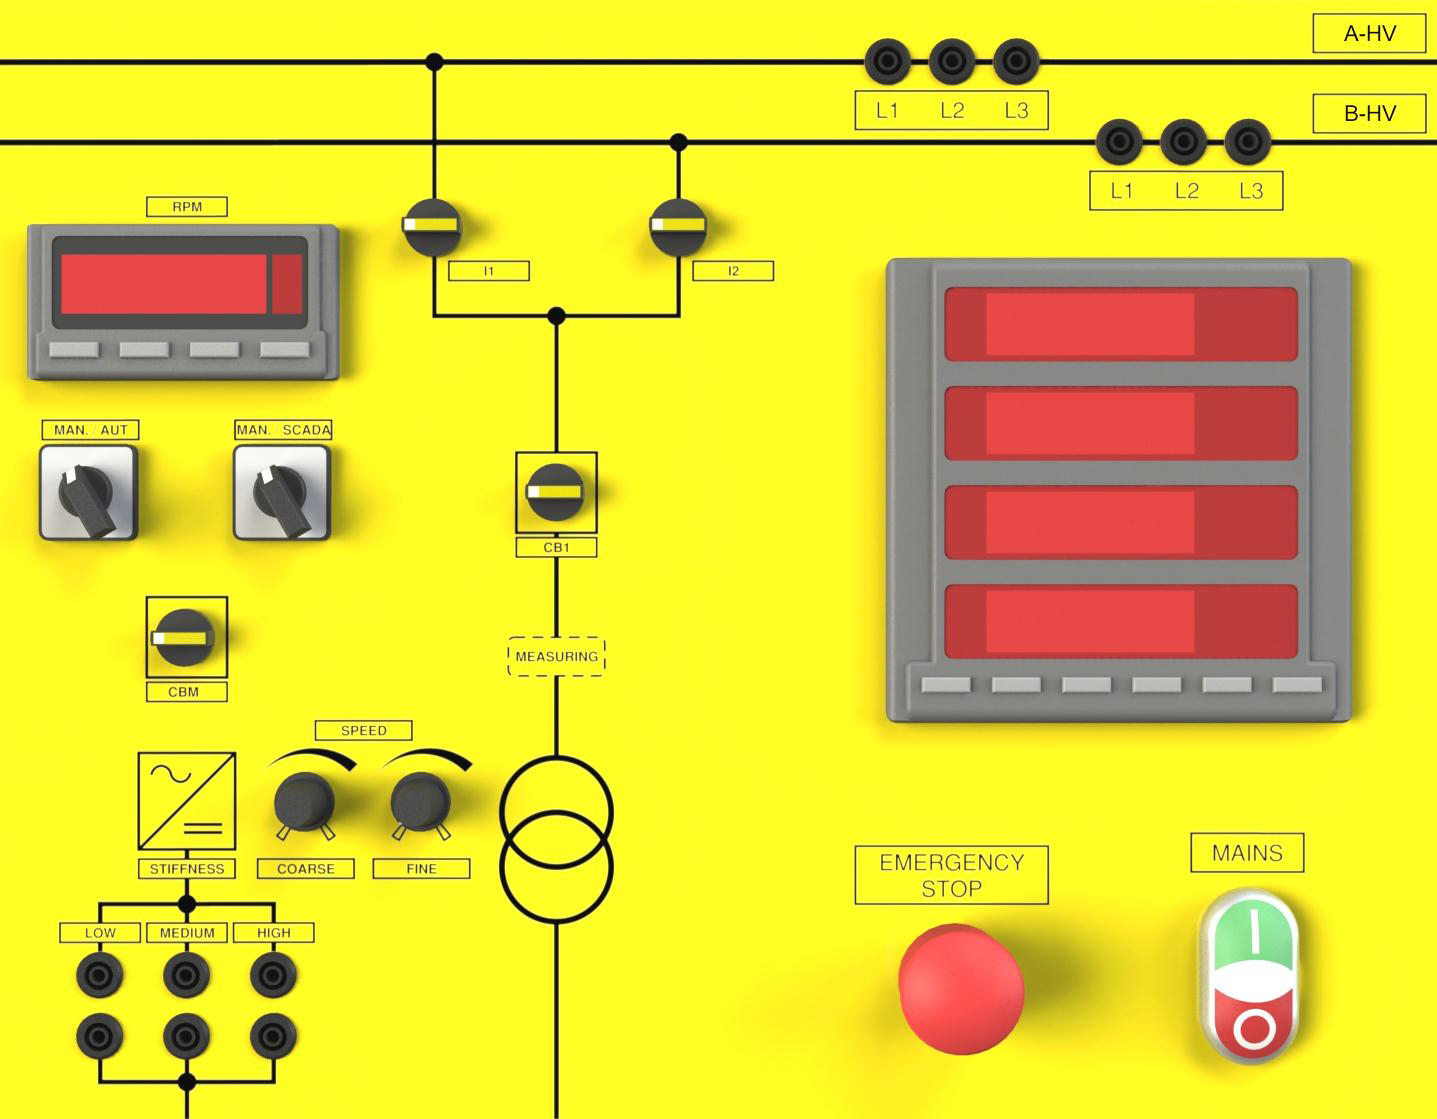 A-HV
L1 L2 L3
B-HV
L1 L2 L3
RPM
I1
I2
MAN. / AUT
MAN. / SCADA
CB1
CBM
MEASURING
SPEED
STIFFNESS
COARSE
FINE
EMERGENCY
STOP
MAINS
LOW MEDIUM HIGH